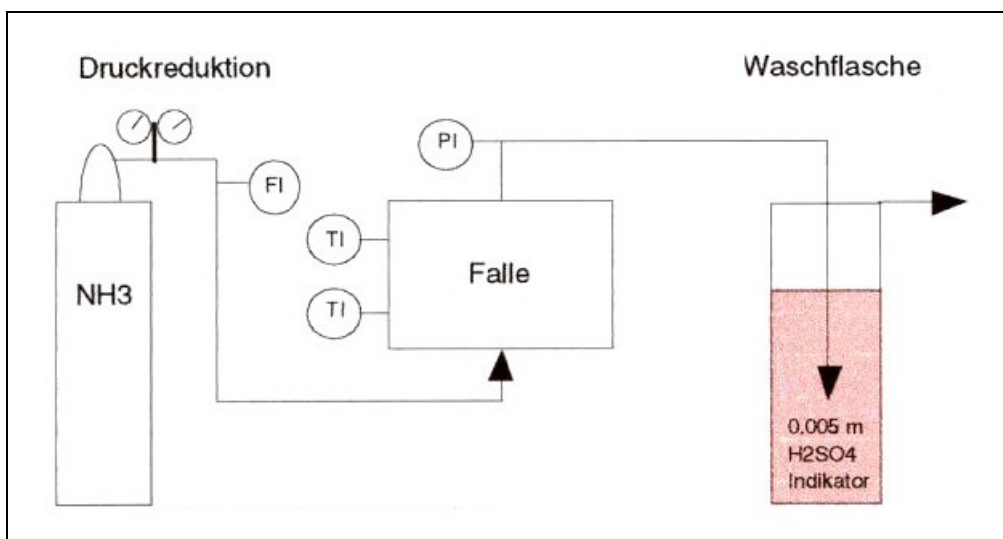 Druckreduktion
Waschflasche
PI
FI
TI
NH3
Falle
TI
0,005 m
H2SO4
Indikator